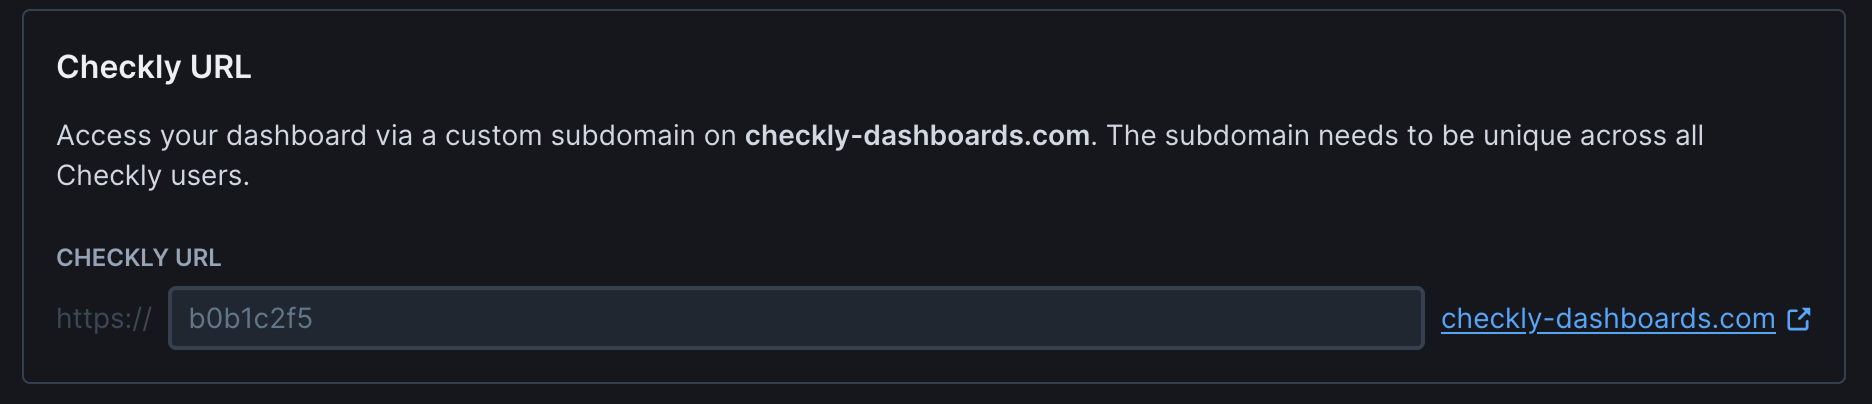 Checkly URL
Access your dashboard via a custom subdomain on checkly-dashboards.com. The subdomain needs to be unique across all
Checkly users.
CHECKLY URL
https:// b0b1c2f5 checkly-dashboards.com